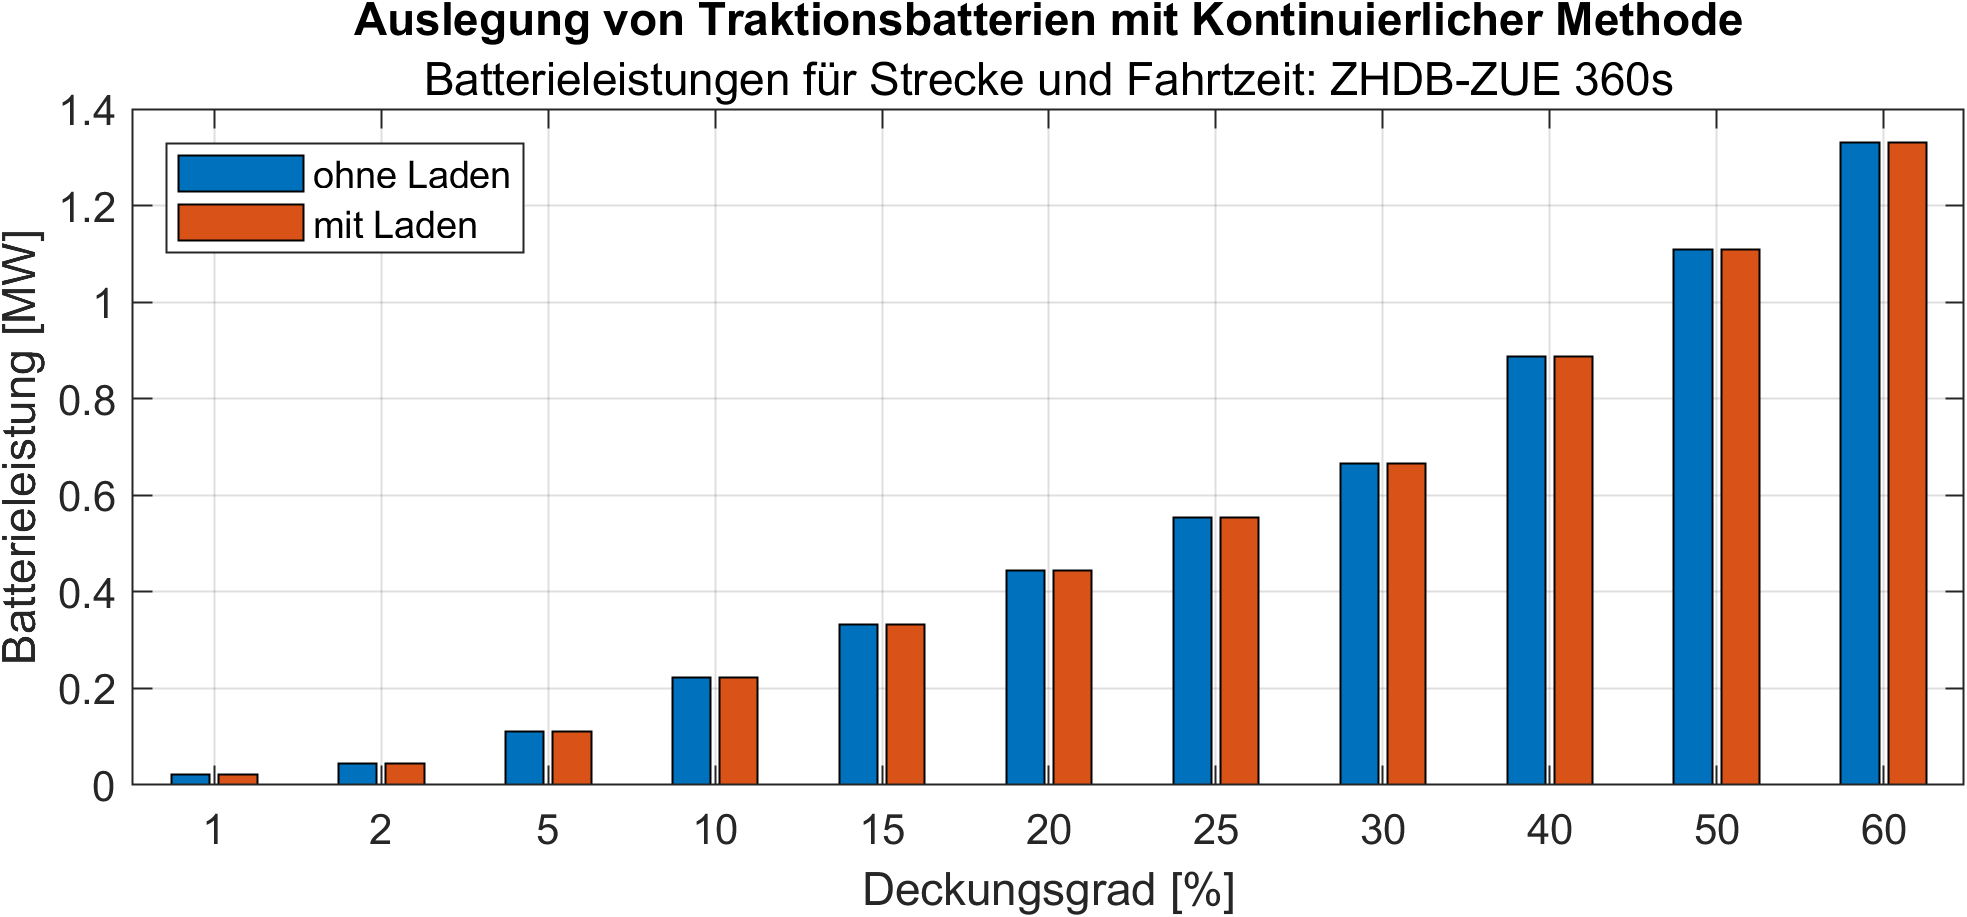 Auslegung von Traktionsbatterien mit Kontinuierlicher Methode
Batterieleistungen für Strecke und Fahrtzeit: ZHDB-ZUE 360s
ohne Laden
mit Laden
Batterieleistung [MW]
1.4
1.2
1
0.8
0.6
0.4
0.2
0
1 2 5 10 15 20 25 30 40 50 60
Deckungsgrad [%]